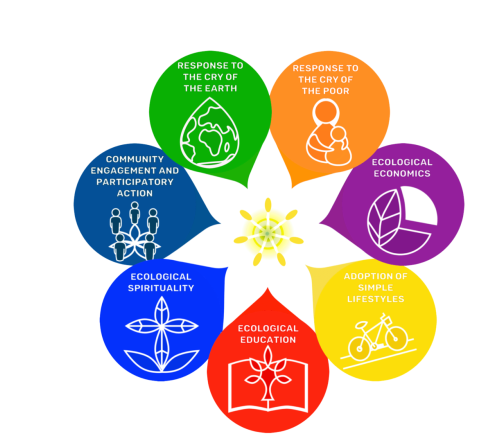 RESPONSE TO
THE CRY OF
THE EARTH
RESPONSE TO
THE CRY OF
THE POOR
ECOLOGICAL
ECONOMICS
ADOPTION OF
SIMPLE
LIFESTYLES
ECOLOGICAL
EDUCATION
ECOLOGICAL
SPIRITUALITY
COMMUNITY
ENGAGEMENT AND
PARTICIPATORY
ACTION